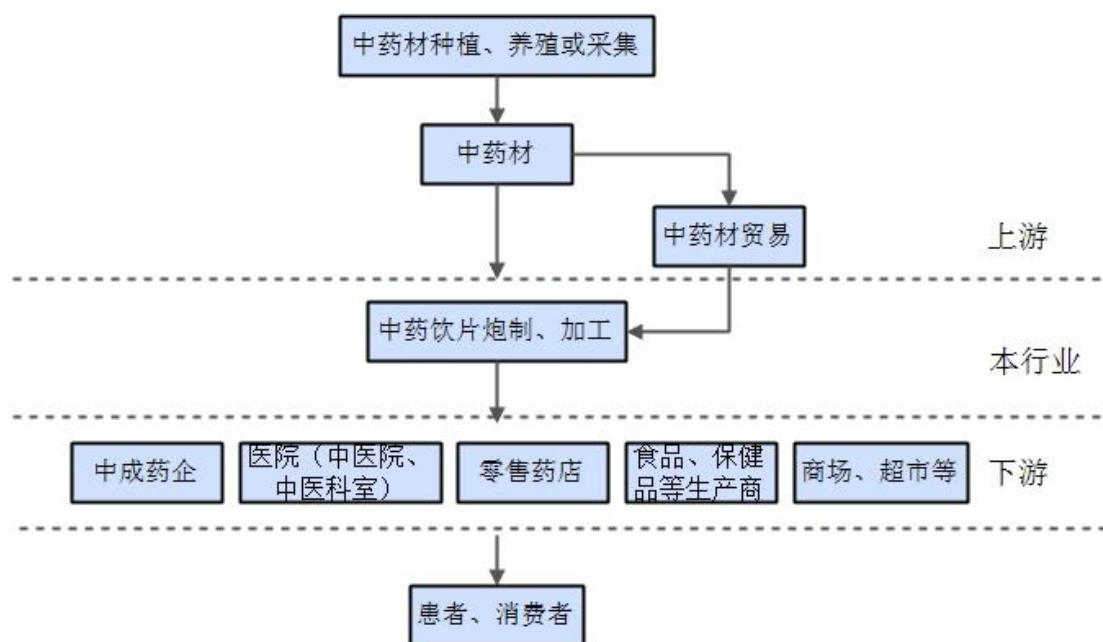 中药材种植、养殖或采集
中药材
中药材贸易
上游
中药饮片炮制、加工
本行业
中成药企
医院（中医院、
中医科室）
零售药店
食品、保健
品等生产商
商场、超市等
下游
患者、消费者